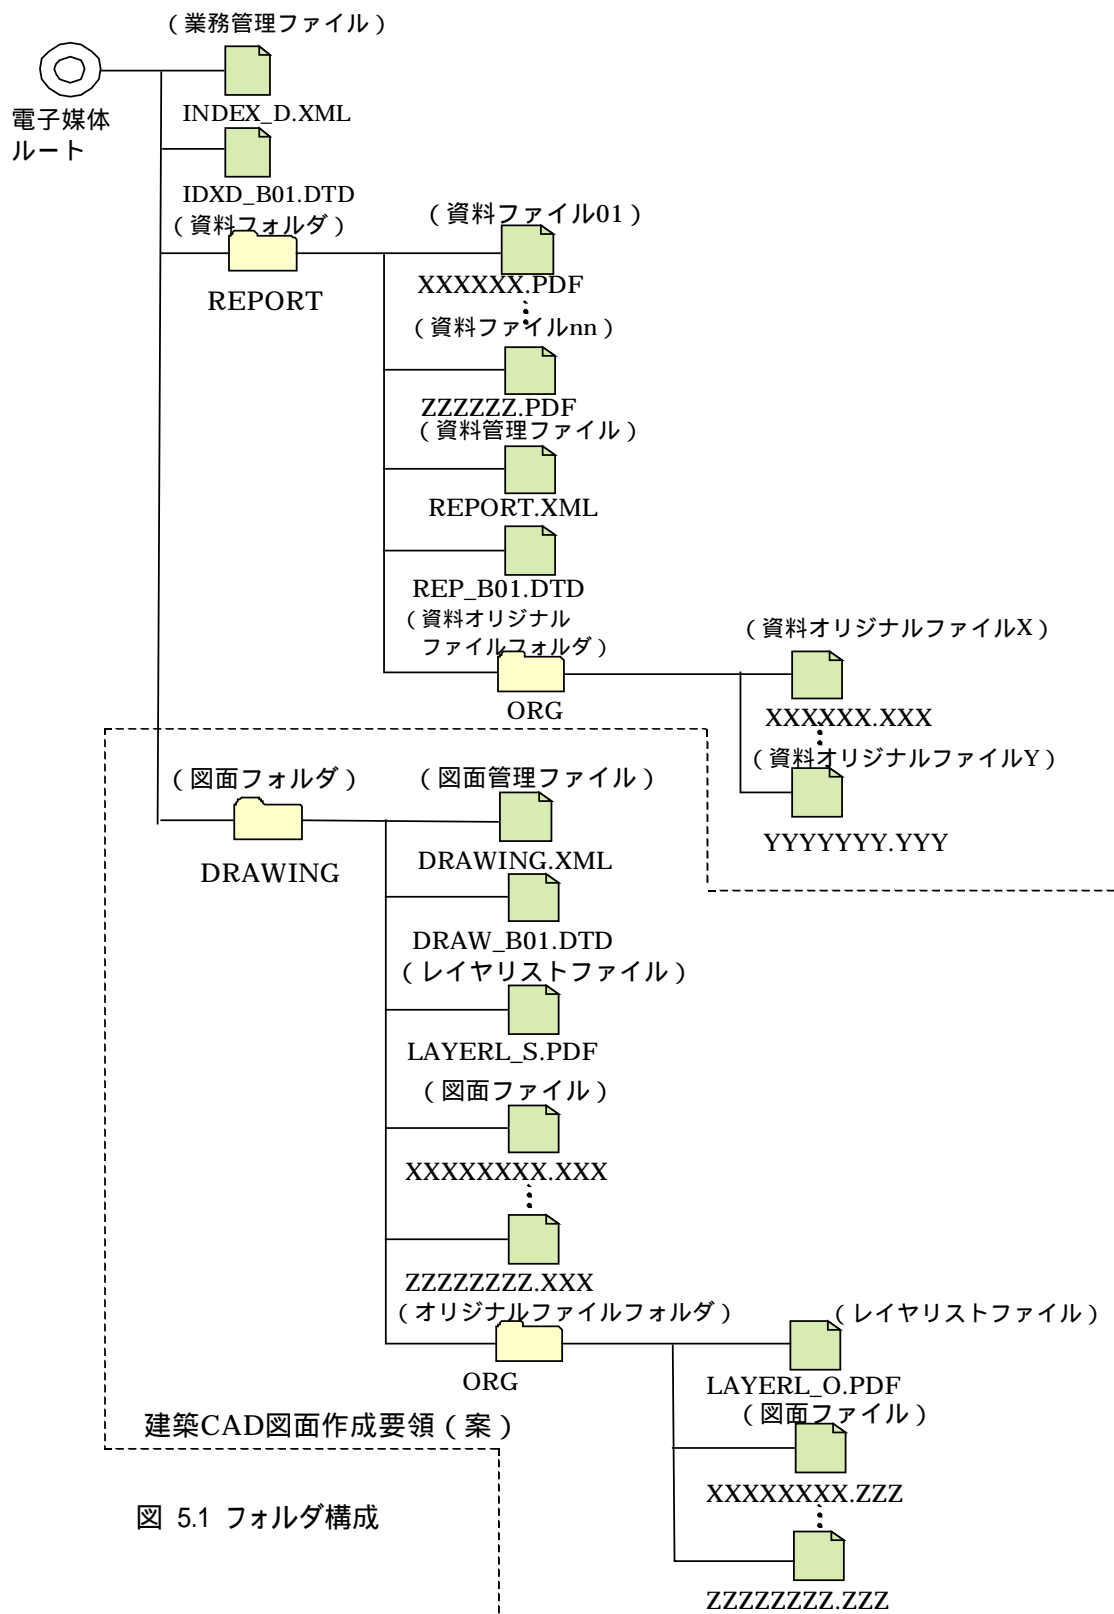 （業務管理ファイル）
電子媒体
ルート
INDEX_D.XML
IDXD_B01.DTD
（資料フォルダ）
REPORT
（資料ファイル01）
XXXXXX.PDF
（資料ファイルnn）
ZZZZZZ.PDF
（資料管理ファイル）
REPORT.XML
REP_B01.DTD
（資料オリジナル
ファイルフォルダ）
ORG
（資料オリジナルファイルX）
XXXXXX.XXX
（資料オリジナルファイルY）
YYYYYYY.YYY
（図面フォルダ）
DRAWING
（図面管理ファイル）
DRAWING.XML
DRAW_B01.DTD
（レイヤリストファイル）
LAYERL_S.PDF
（図面ファイル）
XXXXXXXX.XXX
ZZZZZZZZ.XXX
（オリジナルファイルフォルダ）
ORG
（レイヤリストファイル）
LAYERL_O.PDF
（図面ファイル）
XXXXXXXX.ZZZ
ZZZZZZZZ.ZZZ
建築CAD図面作成要領（案）
図 5.1 フォルダ構成